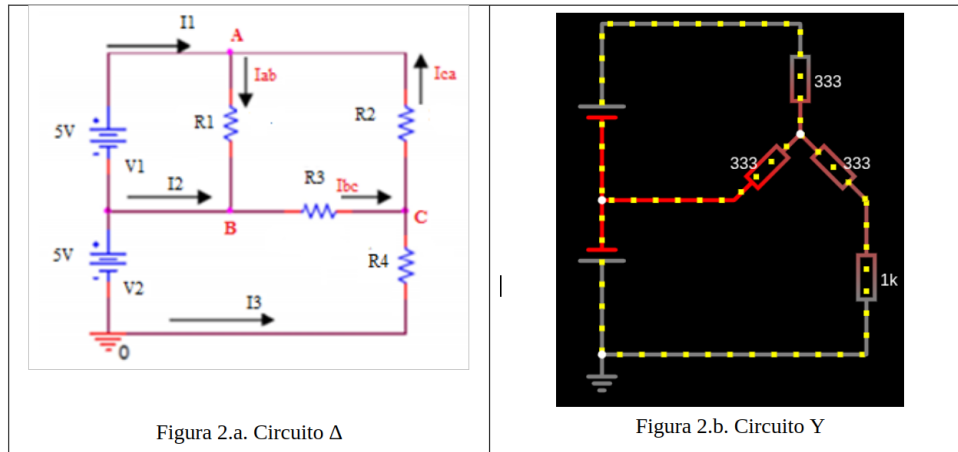 I1
A
Iab
Ica
R1
R2
5V
V1
I2
R3
Ibc
B
C
5V
V2
R4
I3
0
Figura 2.a. Circuito Δ
333
333
333
1k
Figura 2.b. Circuito Y